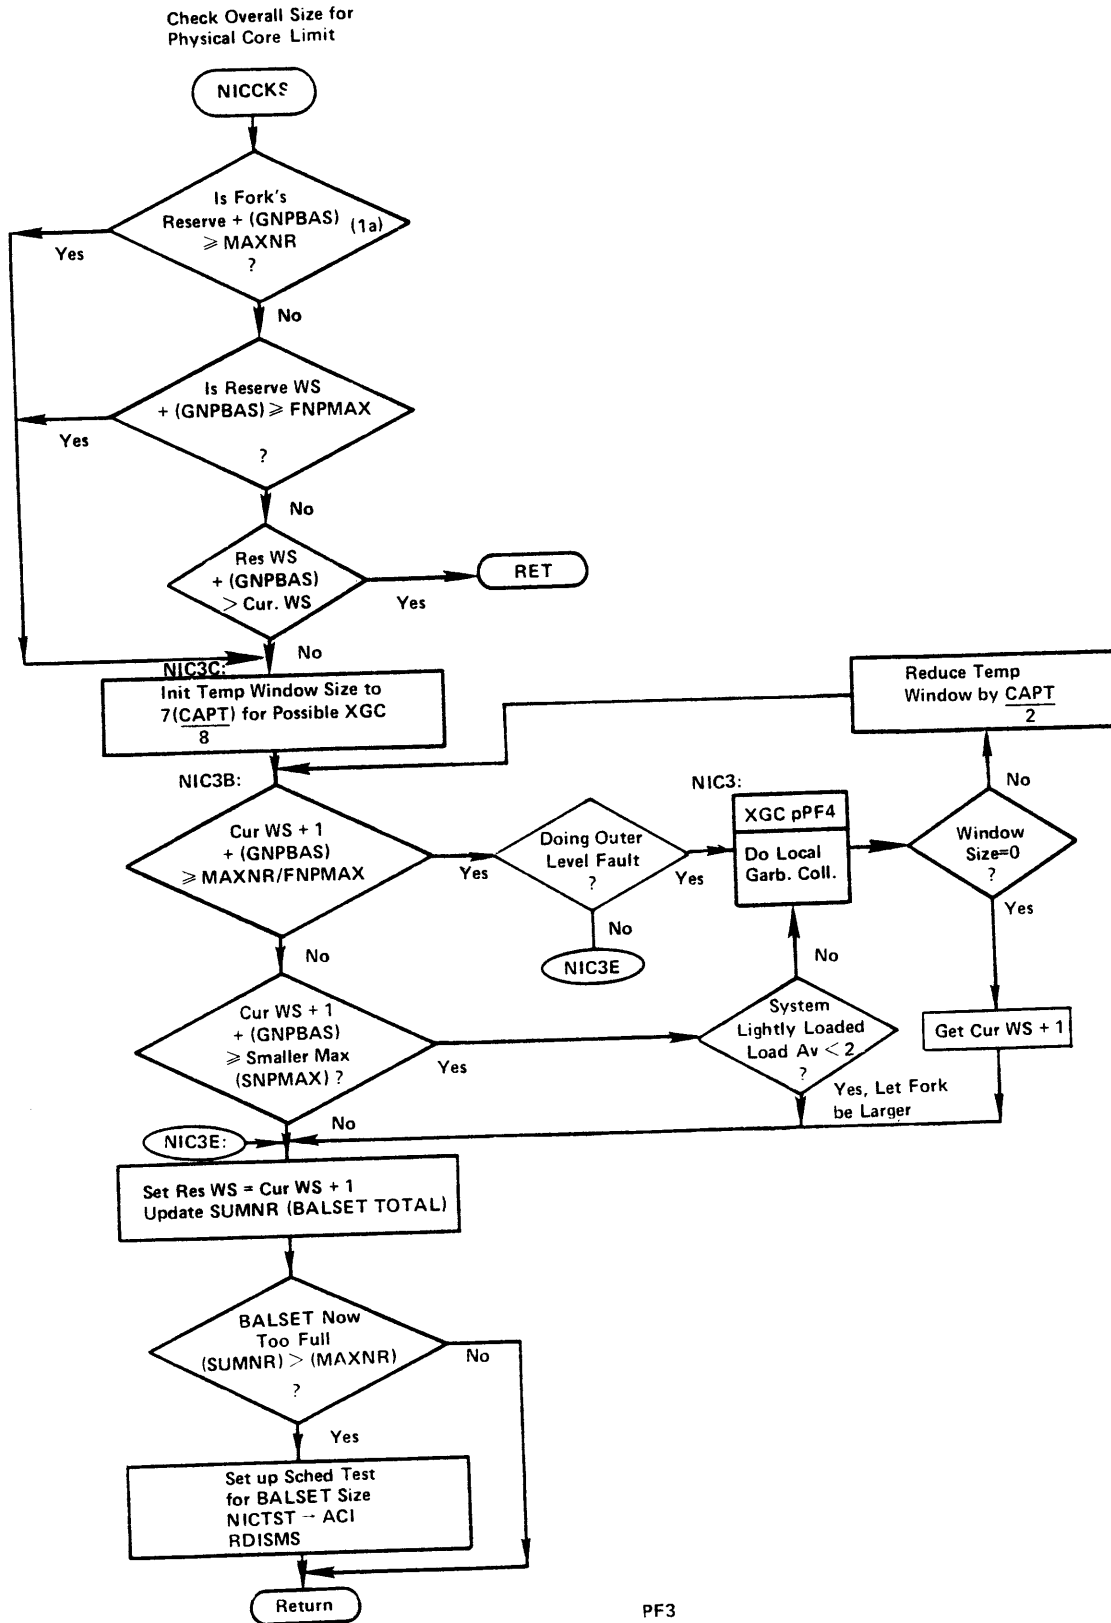 Check Overall Size for
Physical Core Limit
NICCKS
Is Fork's
Reserve + (GNPBAS) (1a)
⩾ MAXNR
?
Yes
No
Is Reserve WS
+ (GNPBAS) ⩾ FNPMAX
?
Yes
No
Res WS
+ (GNPBAS)
> Cur. WS
Yes
RET
No
NIC3C:
Init Temp Window Size to
7(CAPT) for Possible XGC
8
Reduce Temp
Window by CAPT
2
NIC3B:
Cur WS + 1
+ (GNPBAS)
⩾ MAXNR/FNPMAX
Yes
Doing Outer
Level Fault
?
Yes
No
NIC3E
NIC3:
XGC pPF4
Do Local
Garb. Coll.
No
Window
Size=0
?
Yes
No
Cur WS + 1
+ (GNPBAS)
⩾ Smaller Max
(SNPMAX) ?
Yes
No
System
Lightly Loaded
Load Av < 2
?
Yes, Let Fork
be Larger
Get Cur WS + 1
No
NIC3E:
Set Res WS = Cur WS + 1
Update SUMNR (BALSET TOTAL)
BALSET Now
Too Full
(SUMNR) > (MAXNR)
?
No
Yes
Set up Sched Test
for BALSET Size
NICTST → ACI
RDISMS
Return
PF3